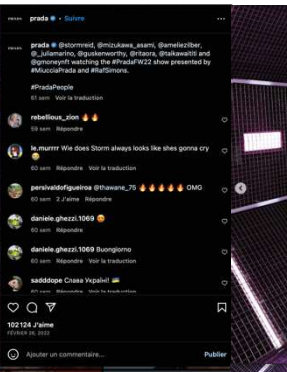 prada • Suivre
prada @stormreid, @mizukawa_asami, @ameliezilber,
@_juliamarino, @guskenworthy, @ritaora, @taikawaititi and
@gmoneynft watching the #PradaFW22 show presented by
#MiucciaPrada and #RafSimons.
#PradaPeople
61 sem Voir la traduction
rebellious_zion 🔥🔥
59 sem Répondre
le.murrrr Wie does Storm always looks like shes gonna cry
😭
60 sem Répondre Voir la traduction
persivaldofigueiroa @thawane_75 🔥🔥🔥🔥🔥 OMG
60 sem 2 J'aime Répondre
daniele.ghezzi.1069 😍
60 sem Répondre
daniele.ghezzi.1069 Buongiorno
60 sem Répondre Voir la traduction
sadddope Слава Україні! 🇺🇦
60 sem Répondre Voir la traduction
102 124 J'aime
FÉVRIER 26, 2022
Ajouter un commentaire...
Publier